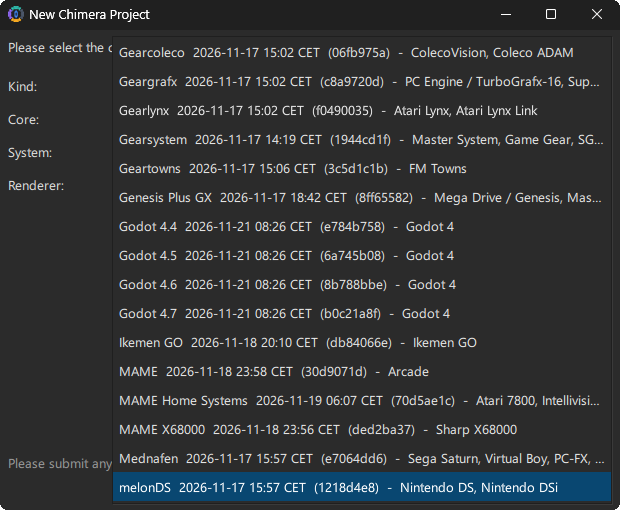 New Chimera Project
Please select the c
Kind:
Core:
System:
Renderer:
Please submit any
Gearcoleco 2026-11-17 15:02 CET (06fb975a) - ColecoVision, Coleco ADAM
Geargrafx 2026-11-17 15:02 CET (c8a9720d) - PC Engine / TurboGrafx-16, Sup...
Gearlynx 2026-11-17 15:02 CET (f0490035) - Atari Lynx, Atari Lynx Link
Gearsystem 2026-11-17 14:19 CET (1944cd1f) - Master System, Game Gear, SG...
Geartowns 2026-11-17 15:06 CET (3c5d1c1b) - FM Towns
Genesis Plus GX 2026-11-17 18:42 CET (8ff65582) - Mega Drive / Genesis, Mas...
Godot 4.4 2026-11-21 08:26 CET (e784b758) - Godot 4
Godot 4.5 2026-11-21 08:26 CET (6a745b08) - Godot 4
Godot 4.6 2026-11-21 08:26 CET (8b788bbe) - Godot 4
Godot 4.7 2026-11-21 08:26 CET (b0c21a8f) - Godot 4
Ikemen GO 2026-11-18 20:10 CET (db84066e) - Ikemen GO
MAME 2026-11-18 23:58 CET (30d9071d) - Arcade
MAME Home Systems 2026-11-19 06:07 CET (70d5ae1c) - Atari 7800, Intellivisi...
MAME X68000 2026-11-18 23:56 CET (ded2ba37) - Sharp X68000
Mednafen 2026-11-17 15:57 CET (e7064dd6) - Sega Saturn, Virtual Boy, PC-FX, ...
melonDS 2026-11-17 15:57 CET (1218d4e8) - Nintendo DS, Nintendo DSi